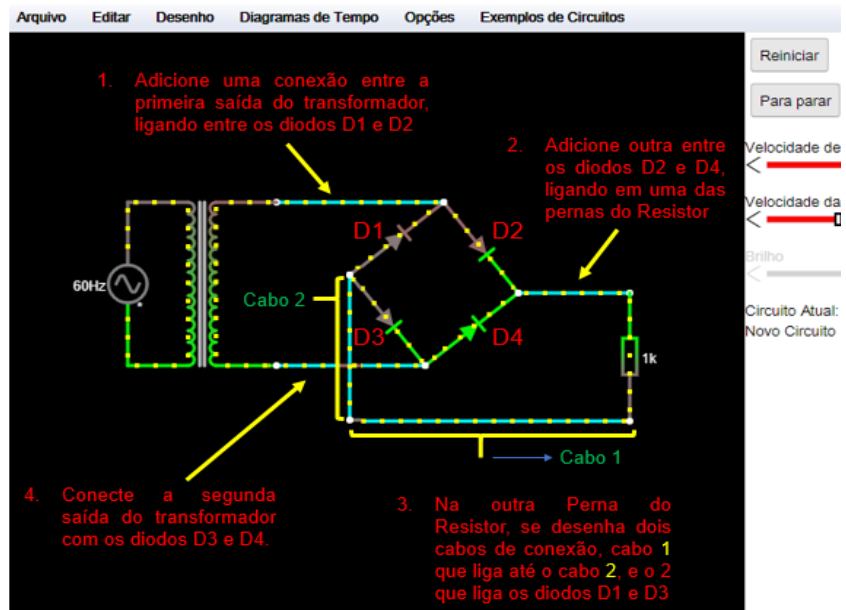 Arquivo Editar Desenho Diagramas de Tempo Opções Exemplos de Circuitos
Reiniciar
Para parar
Velocidade de
Velocidade da
Brilho
Circuito Atual:
Novo Circuito
1. Adicione uma conexão entre a
primeira saída do transformador,
ligando entre os diodos D1 e D2
2. Adicione outra entre
os diodos D2 e D4,
ligando em uma das
pernas do Resistor
D1
D2
60Hz
Cabo 2
D3
D4
1k
Cabo 1
4. Conecte a segunda
saída do transformador
com os diodos D3 e D4.
3. Na outra Perna do
Resistor, se desenha dois
cabos de conexão, cabo 1
que liga até o cabo 2, e o 2
que liga os diodos D1 e D3